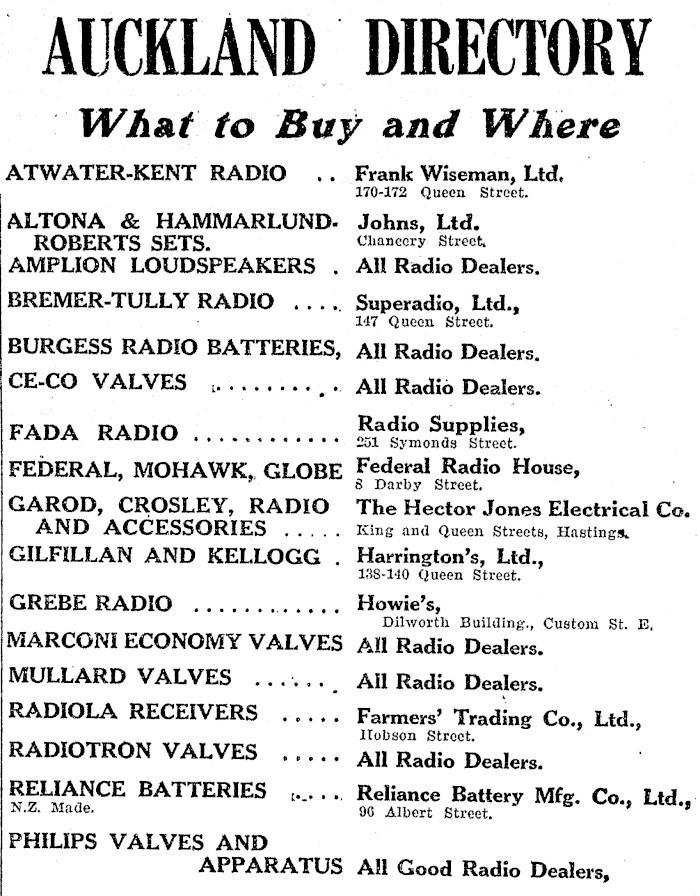 AUCKLAND DIRECTORY
What to Buy and Where
ATWATER-KENT RADIO .. Frank Wiseman, Ltd.
170-172 Queen Street.
ALTONA & HAMMARLUND- Johns, Ltd.
ROBERTS SETS. Chancery Street.
AMPLION LOUDSPEAKERS . All Radio Dealers.
BREMER-TULLY RADIO .... Superadio, Ltd.,
147 Queen Street.
BURGESS RADIO BATTERIES, All Radio Dealers.
CE-CO VALVES .......... All Radio Dealers.
FADA RADIO ............ Radio Supplies,
251 Symonds Street.
FEDERAL, MOHAWK, GLOBE Federal Radio House,
8 Darby Street.
GAROD, CROSLEY, RADIO The Hector Jones Electrical Co.
AND ACCESSORIES ..... King and Queen Streets, Hastings.
GILFILLAN AND KELLOGG . Harrington's, Ltd.,
138-140 Queen Street.
GREBE RADIO ............ Howie's,
Dilworth Building., Custom St. E.
MARCONI ECONOMY VALVES All Radio Dealers.
MULLARD VALVES ....... All Radio Dealers.
RADIOLA RECEIVERS ..... Farmers' Trading Co., Ltd.,
Hobson Street.
RADIOTRON VALVES ..... All Radio Dealers.
RELIANCE BATTERIES ..... Reliance Battery Mfg. Co., Ltd.,
N.Z. Made. 96 Albert Street.
PHILIPS VALVES AND
APPARATUS All Good Radio Dealers,